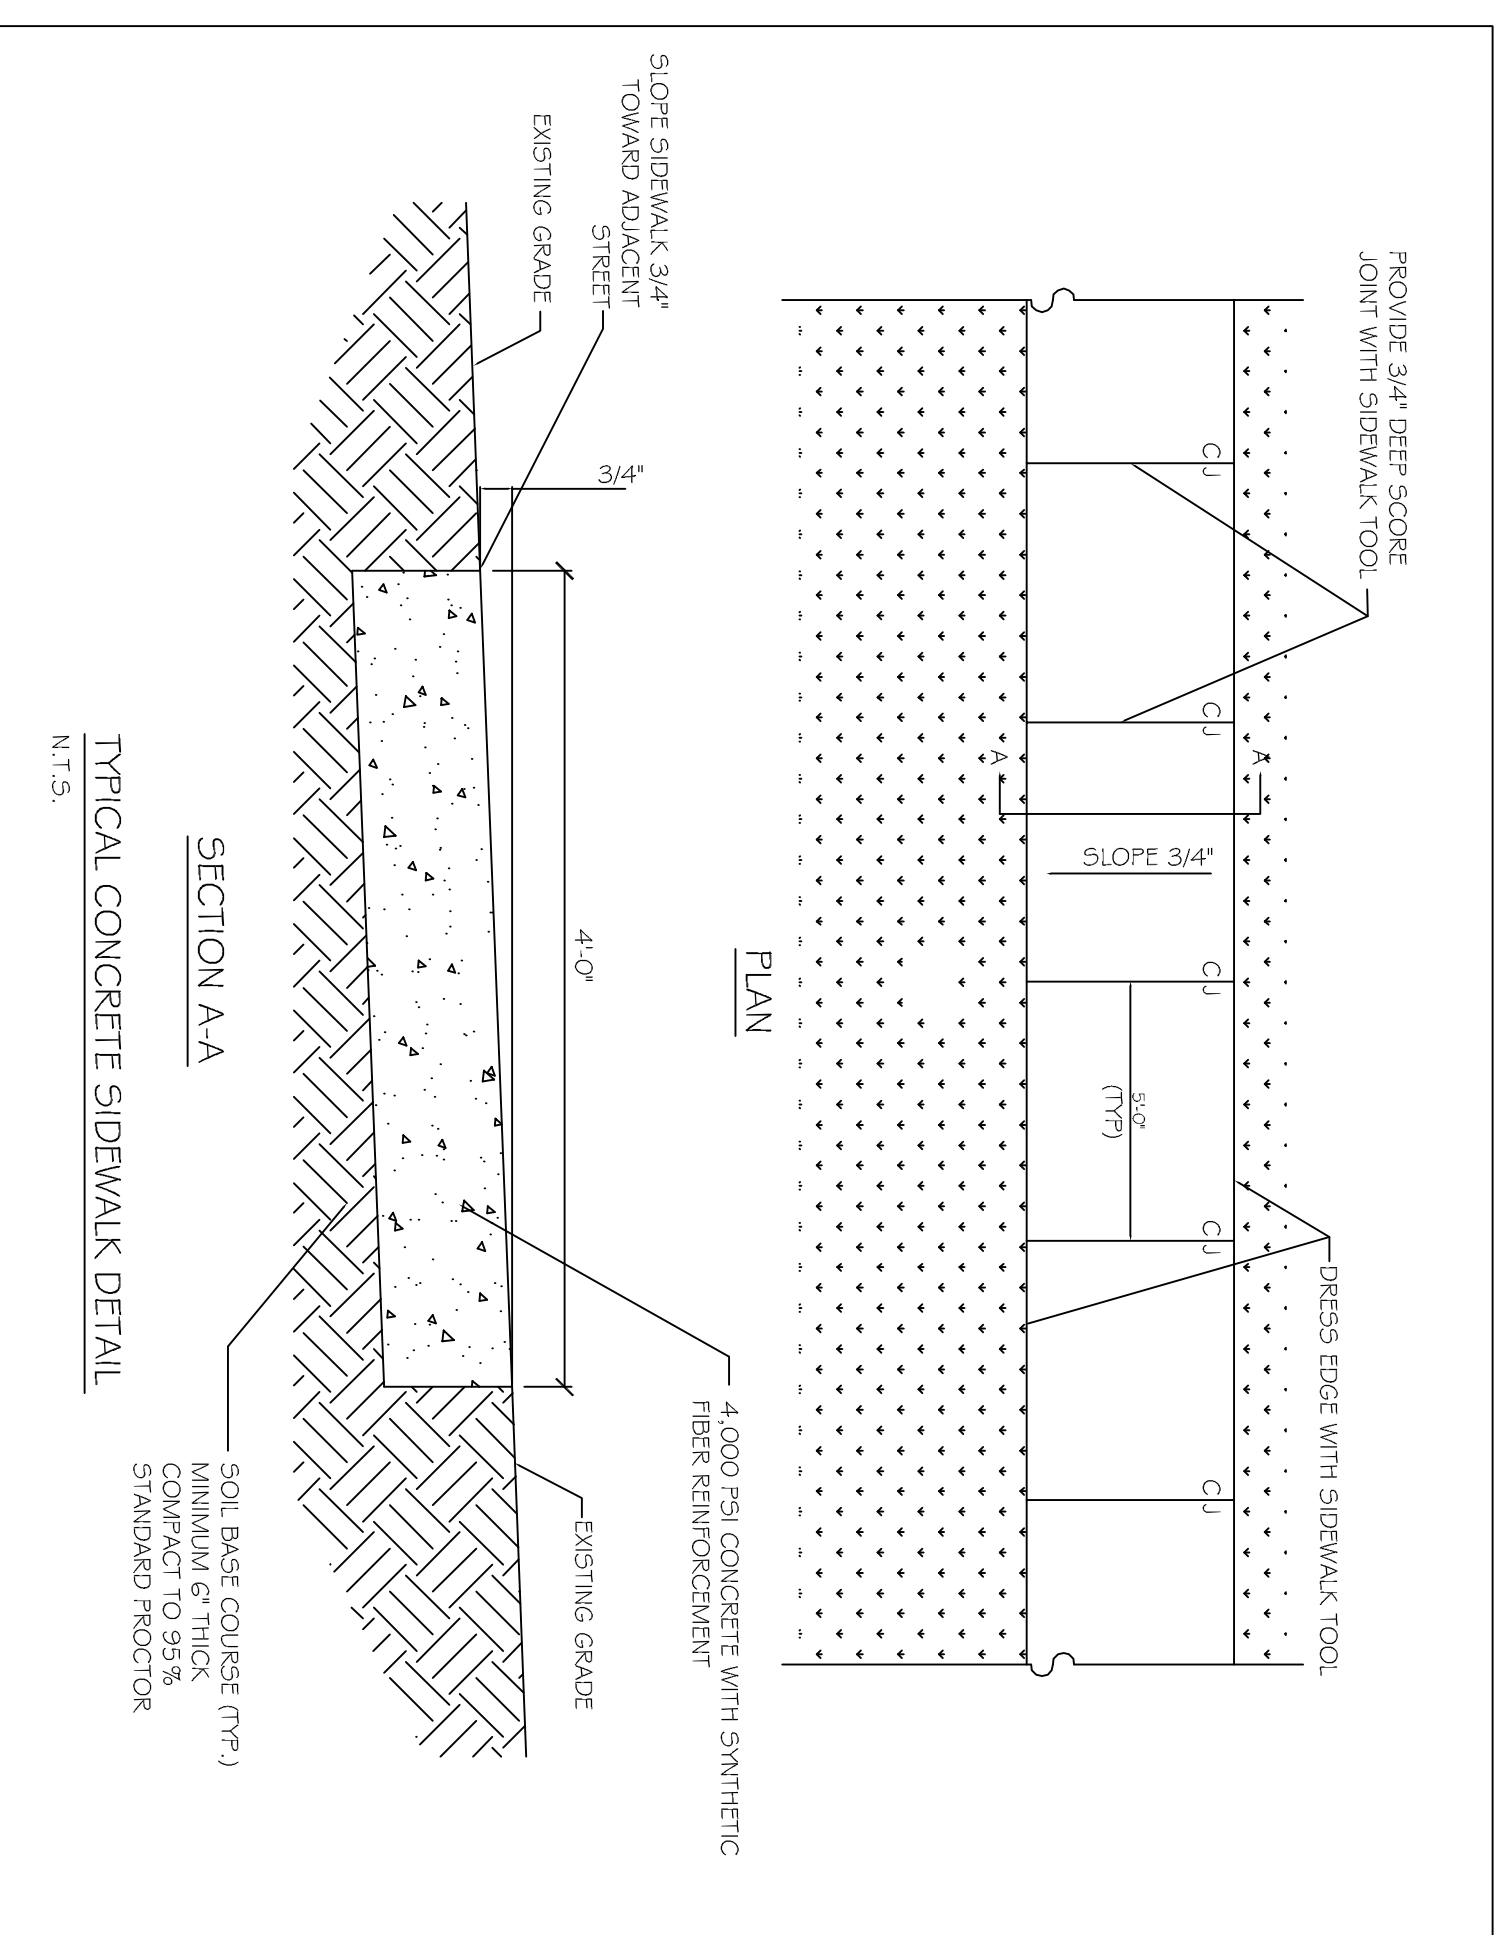 PROVIDE 3/4" DEEP SCORE
JOINT WITH SIDEWALK TOOL
DRESS EDGE WITH SIDEWALK TOOL
CJ
CJ
CJ
CJ
CJ
A
A
SLOPE 3/4"
5'-0"
(TYP)
PLAN
4,000 PSI CONCRETE WITH SYNTHETIC
FIBER REINFORCEMENT
SLOPE SIDEWALK 3/4"
TOWARD ADJACENT
STREET
3/4"
4'-0"
EXISTING GRADE
EXISTING GRADE
SOIL BASE COURSE (TYP.)
MINIMUM 6" THICK
COMPACT TO 95%
STANDARD PROCTOR
SECTION A-A
TYPICAL CONCRETE SIDEWALK DETAIL
N.T.S.